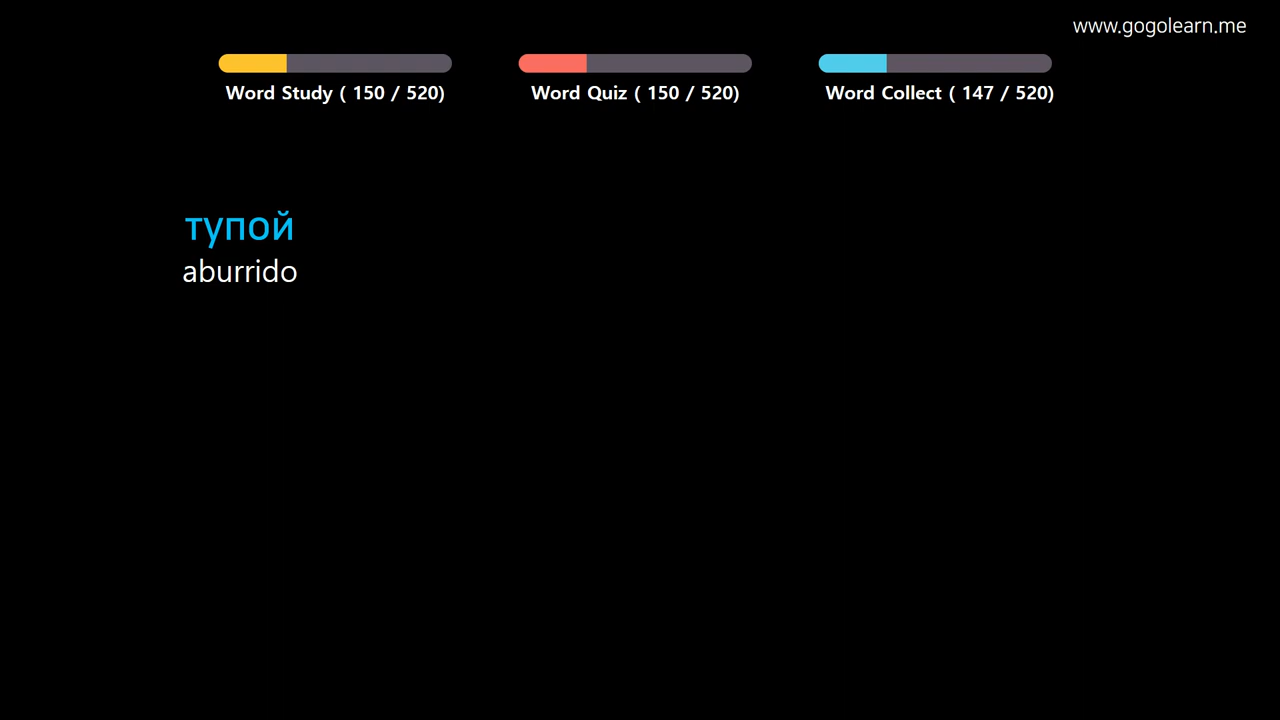 www.gogolearn.me
Word Study ( 150 / 520)
Word Quiz ( 150 / 520)
Word Collect ( 147 / 520)
тупой
aburrido